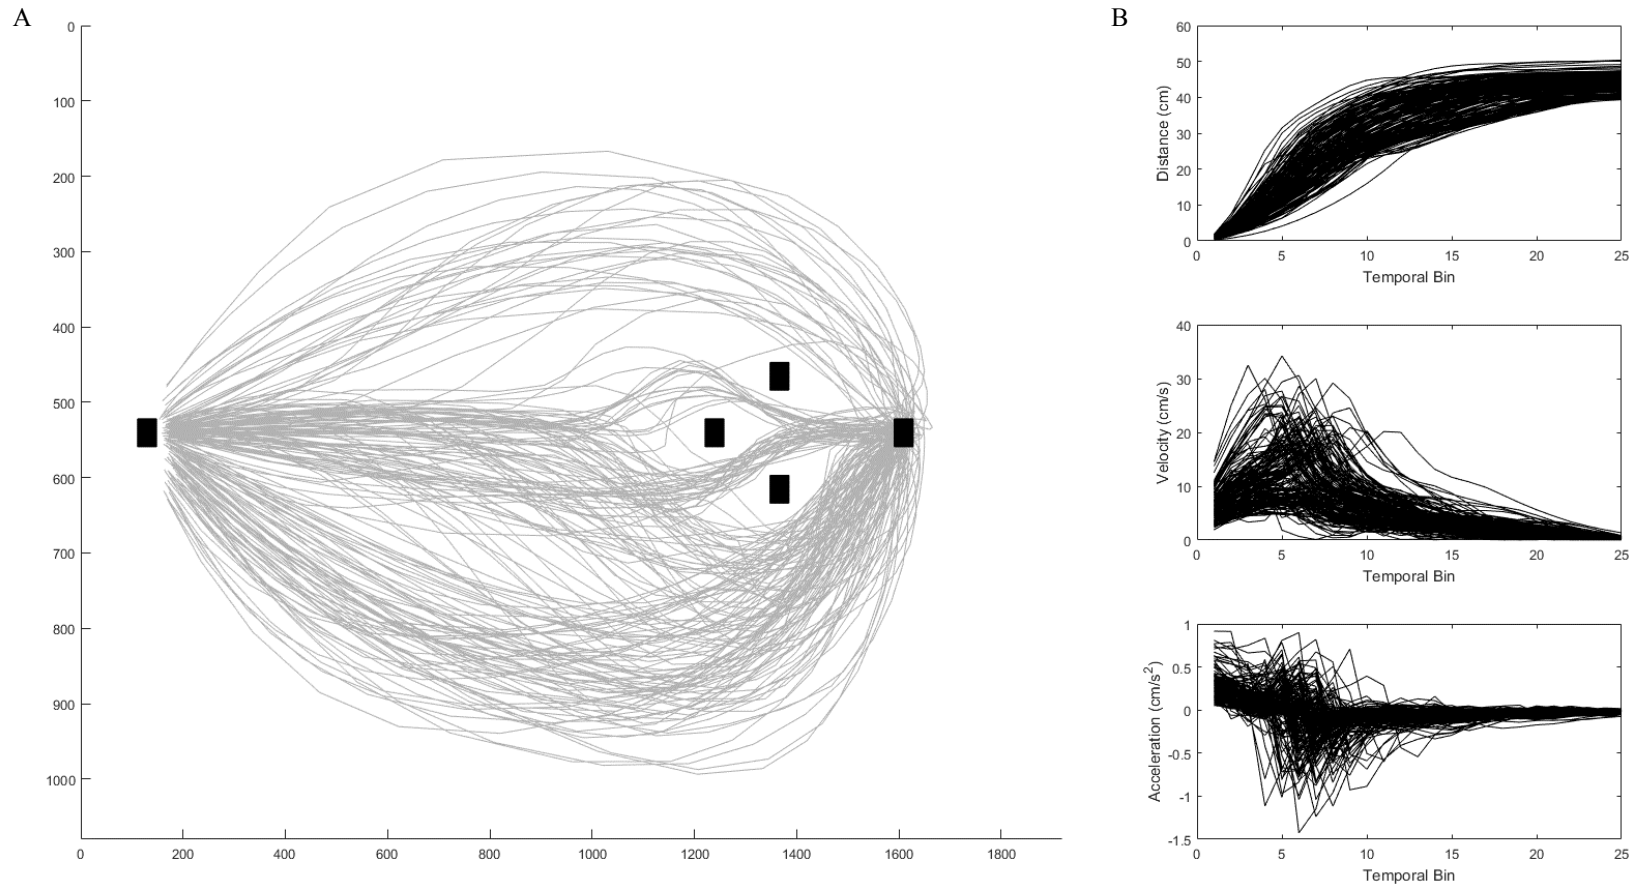 A
0
100
200
300
400
500
600
700
800
900
1000
0 200 400 600 800 1000 1200 1400 1600 1800
B
60
50
40
30
20
10
0
Distance (cm)
0 5 10 15 20 25
Temporal Bin
40
30
20
10
0
Velocity (cm/s)
0 5 10 15 20 25
Temporal Bin
1
0.5
0
-0.5
-1
-1.5
Acceleration (cm/s²)
0 5 10 15 20 25
Temporal Bin